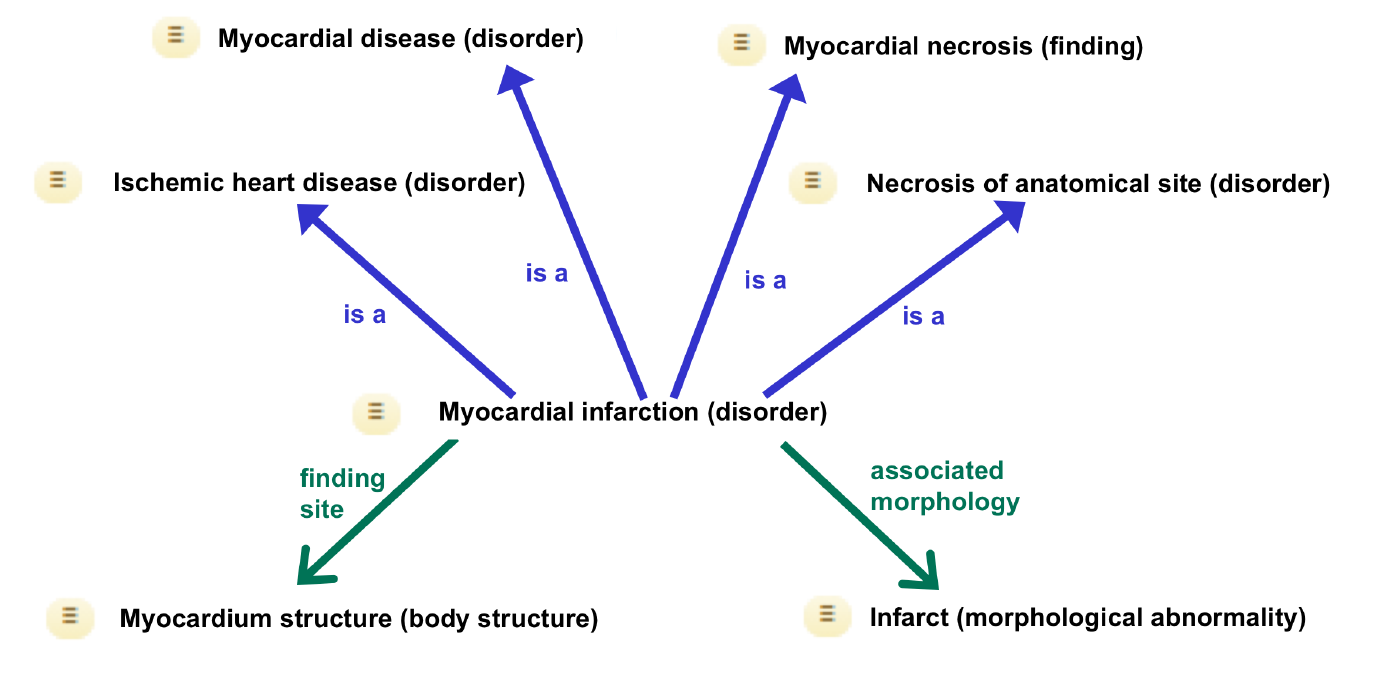 Myocardial disease (disorder)
Myocardial necrosis (finding)
Ischemic heart disease (disorder)
Necrosis of anatomical site (disorder)
is a
is a
is a
is a
Myocardial infarction (disorder)
finding
site
associated
morphology
Myocardium structure (body structure)
Infarct (morphological abnormality)